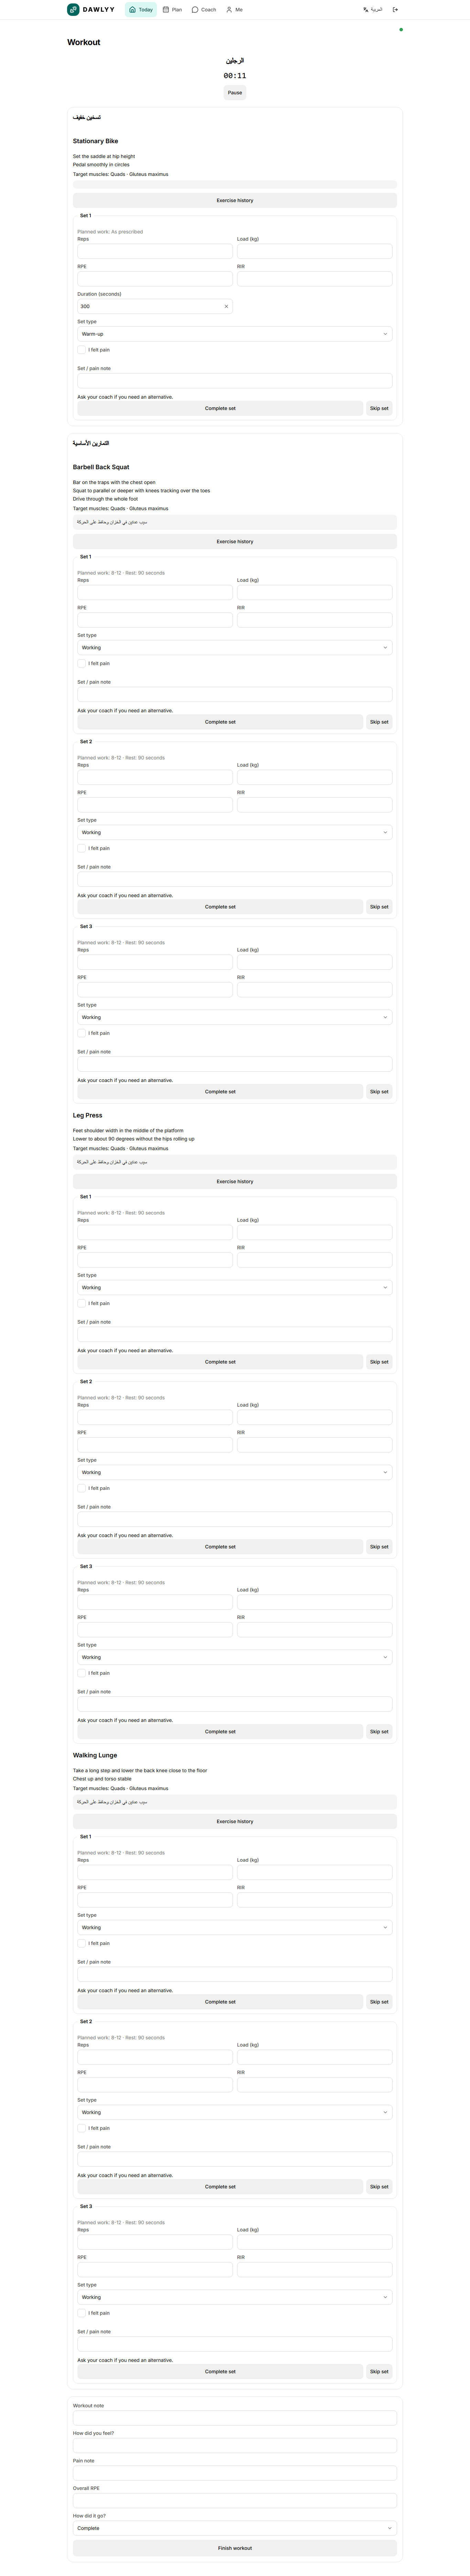 DAWLYY
Today
Plan
Coach
Me
العربية
Workout
الرجلين
00:11
Pause
تسخين خفيف
Stationary Bike
Set the saddle at hip height
Pedal smoothly in circles
Target muscles: Quads · Gluteus maximus
Exercise history
Set 1
Planned work: As prescribed
Reps
Load (kg)
RPE
RIR
Duration (seconds)
300
Set type
Warm-up
I felt pain
Set / pain note
Ask your coach if you need an alternative.
Complete set
Skip set
التمارين الأساسية
Barbell Back Squat
Bar on the traps with the chest open
Squat to parallel or deeper with knees tracking over the toes
Drive through the whole foot
Target muscles: Quads · Gluteus maximus
سيب عدتين في الخزان وحافظ على الحركة
Exercise history
Set 1
Planned work: 8-12 · Rest: 90 seconds
Reps
Load (kg)
RPE
RIR
Set type
Working
I felt pain
Set / pain note
Ask your coach if you need an alternative.
Complete set
Skip set
Set 2
Planned work: 8-12 · Rest: 90 seconds
Reps
Load (kg)
RPE
RIR
Set type
Working
I felt pain
Set / pain note
Ask your coach if you need an alternative.
Complete set
Skip set
Set 3
Planned work: 8-12 · Rest: 90 seconds
Reps
Load (kg)
RPE
RIR
Set type
Working
I felt pain
Set / pain note
Ask your coach if you need an alternative.
Complete set
Skip set
Leg Press
Feet shoulder width in the middle of the platform
Lower to about 90 degrees without the hips rolling up
Target muscles: Quads · Gluteus maximus
سيب عدتين في الخزان وحافظ على الحركة
Exercise history
Set 1
Planned work: 8-12 · Rest: 90 seconds
Reps
Load (kg)
RPE
RIR
Set type
Working
I felt pain
Set / pain note
Ask your coach if you need an alternative.
Complete set
Skip set
Set 2
Planned work: 8-12 · Rest: 90 seconds
Reps
Load (kg)
RPE
RIR
Set type
Working
I felt pain
Set / pain note
Ask your coach if you need an alternative.
Complete set
Skip set
Set 3
Planned work: 8-12 · Rest: 90 seconds
Reps
Load (kg)
RPE
RIR
Set type
Working
I felt pain
Set / pain note
Ask your coach if you need an alternative.
Complete set
Skip set
Walking Lunge
Take a long step and lower the back knee close to the floor
Chest up and torso stable
Target muscles: Quads · Gluteus maximus
سيب عدتين في الخزان وحافظ على الحركة
Exercise history
Set 1
Planned work: 8-12 · Rest: 90 seconds
Reps
Load (kg)
RPE
RIR
Set type
Working
I felt pain
Set / pain note
Ask your coach if you need an alternative.
Complete set
Skip set
Set 2
Planned work: 8-12 · Rest: 90 seconds
Reps
Load (kg)
RPE
RIR
Set type
Working
I felt pain
Set / pain note
Ask your coach if you need an alternative.
Complete set
Skip set
Set 3
Planned work: 8-12 · Rest: 90 seconds
Reps
Load (kg)
RPE
RIR
Set type
Working
I felt pain
Set / pain note
Ask your coach if you need an alternative.
Complete set
Skip set
Workout note
How did you feel?
Pain note
Overall RPE
How did it go?
Complete
Finish workout